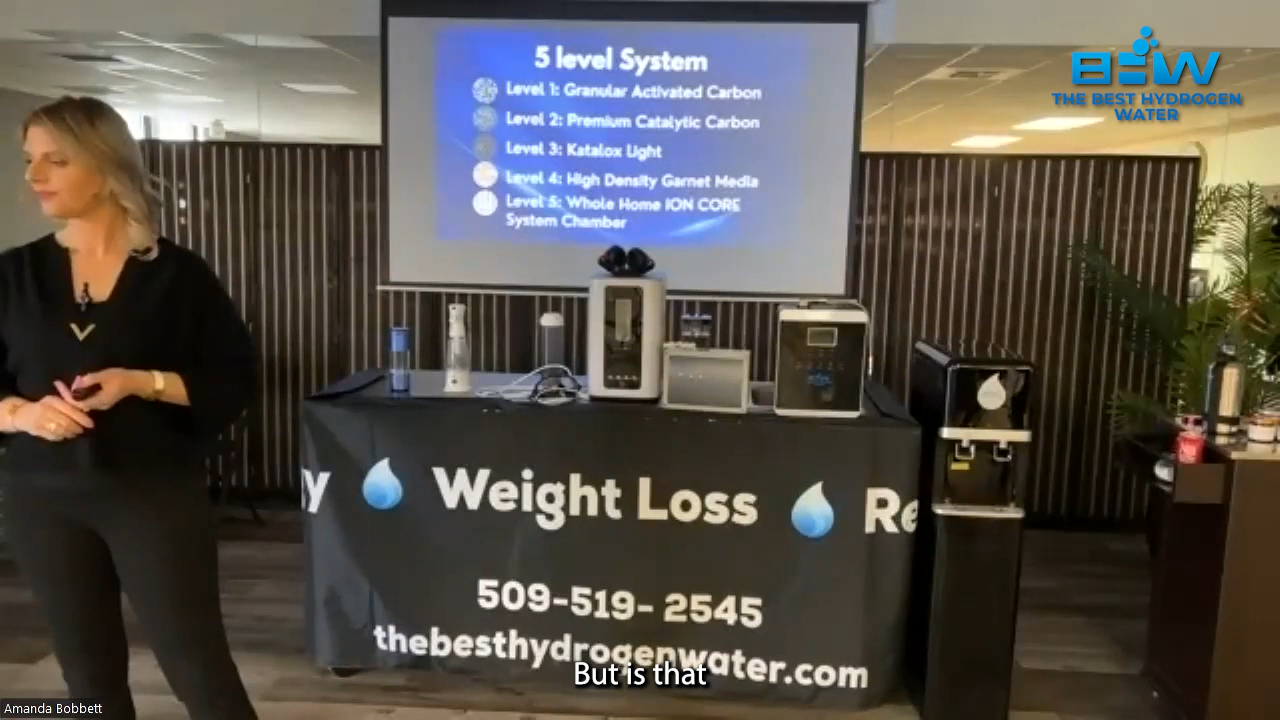 5 level System
Level 1: Granular Activated Carbon
Level 2: Premium Catalytic Carbon
Level 3: Katalox Light
Level 4: High Density Garnet Media
Level 5: Whole Home ION CORE
System Chamber
BHW
THE BEST HYDROGEN
WATER
y Weight Loss Re
509-519- 2545
thebesthydrogenwater.com
But is that
Amanda Bobbett